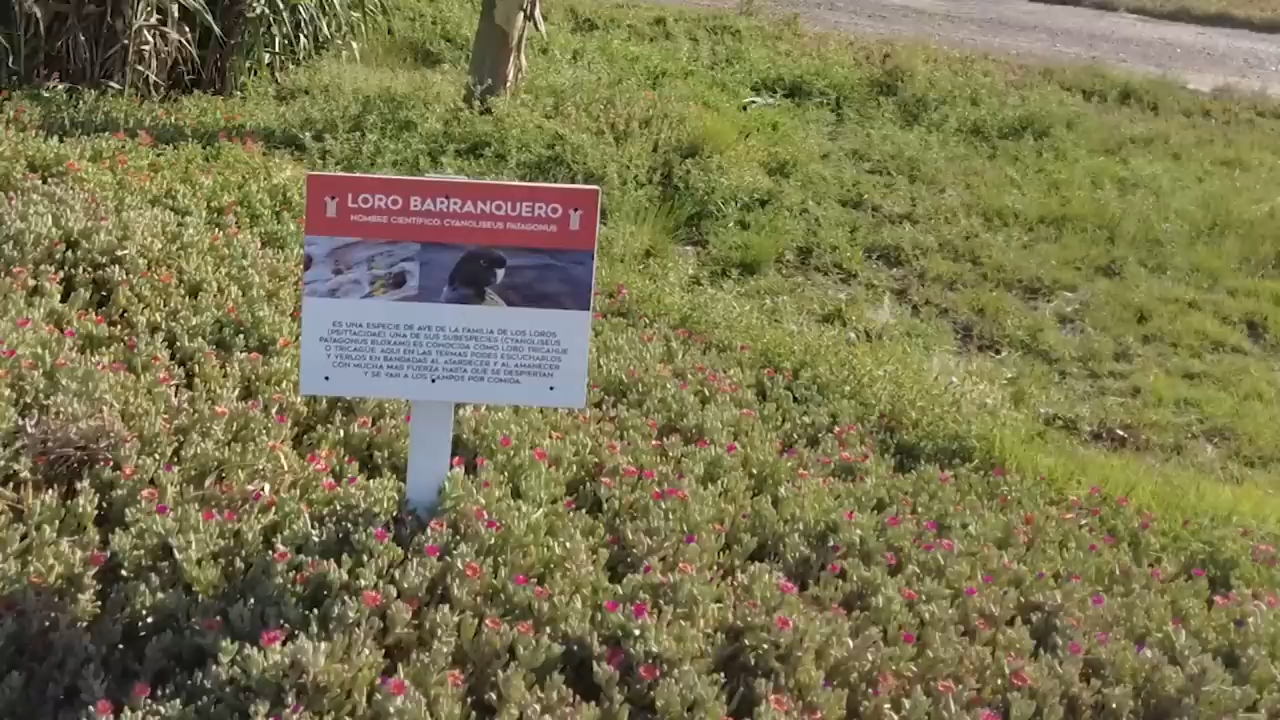 LORO BARRANQUERO
NOMBRE CIENTÍFICO: CYANOLISEUS PATAGONUS
ES UNA ESPECIE DE AVE DE LA FAMILIA DE LOS LOROS
(PSITTACIDAE) UNA DE SUS SUBESPECIES (CYANOLISEUS
PATAGONUS BLOXAMI) ES CONOCIDA COMO LORO TRICAHUE
O TRICAGÜE. AQUI EN LAS TERMAS PODES ESCUCHARLOS
Y VERLOS EN BANDADAS AL ATARDECER Y AL AMANECER
CON MUCHA MAS FUERZA HASTA QUE SE DESPIERTAN
Y SE VAN A LOS CAMPOS POR COMIDA.